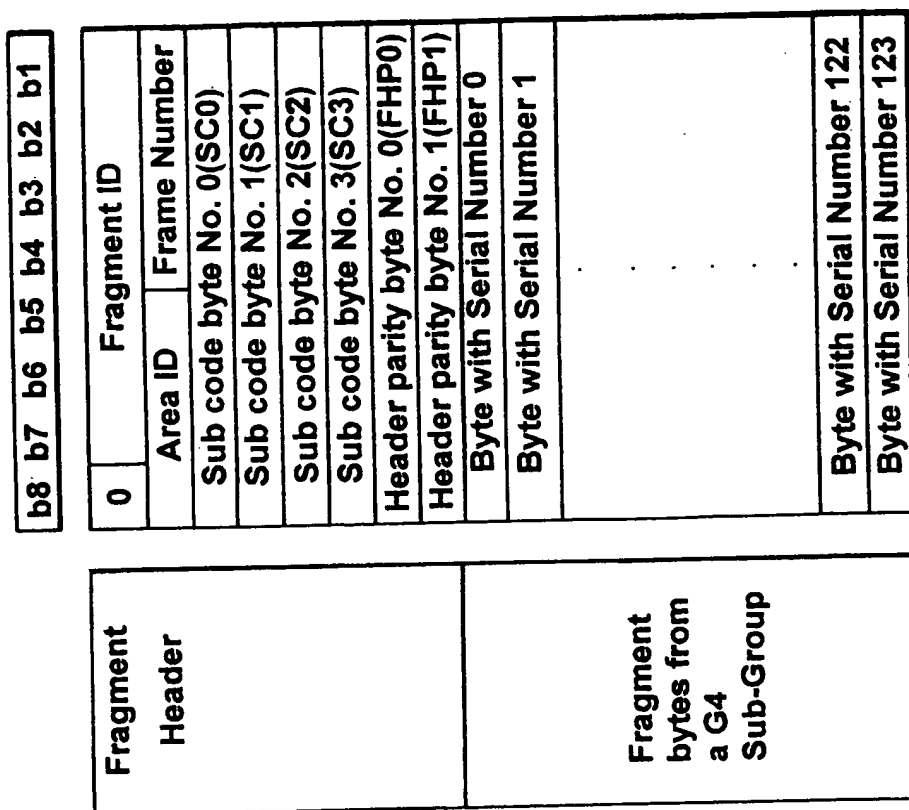 b8 b7 b6 b5 b4 b3 b2 b1
0 Fragment ID
Area ID Frame Number
Sub code byte No. 0(SC0)
Sub code byte No. 1(SC1)
Sub code byte No. 2(SC2)
Sub code byte No. 3(SC3)
Header parity byte No. 0(FHP0)
Header parity byte No. 1(FHP1)
Byte with Serial Number 0
Byte with Serial Number 1
. . . . .
Byte with Serial Number 122
Byte with Serial Number 123
Fragment
Header
Fragment
bytes from
a G4
Sub-Group